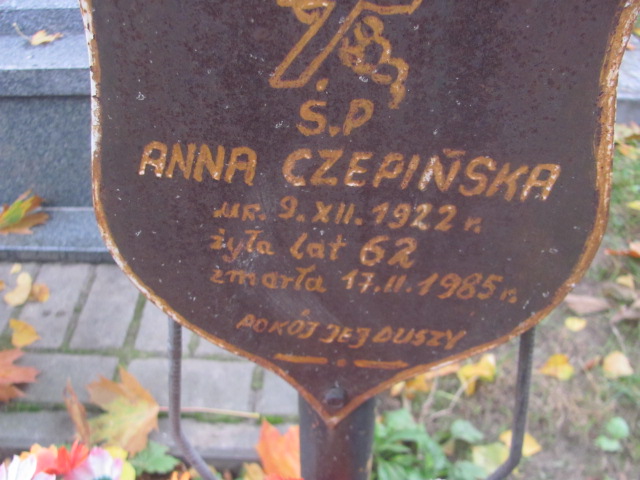 Ś.P
ANNA CZEPIŃSKA
ur. 9.XII.1922 r.
żyła lat 62
zmarła 17.II.1985 r.
POKÓJ JEJ DUSZY